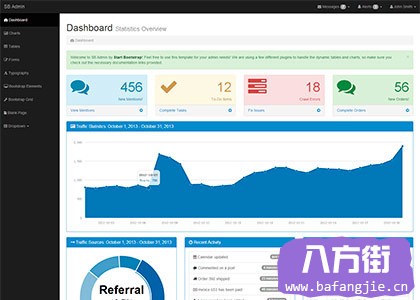 SB Admin
Messages
Alerts
John Smith
Dashboard
Charts
Tables
Forms
Typography
Bootstrap Elements
Bootstrap Grid
Blank Page
Dropdown
Dashboard Statistics Overview
Dashboard
Welcome to SB Admin by Start Bootstrap! Feel free to use this template for your admin needs! We are using a few different plugins to handle the dynamic tables and charts, so make sure you
check out the necessary documentation links provided.
456
New Mentions!
View Mentions
12
To-Do Items
Complete Tasks
18
Crawl Errors
Fix Issues
56
New Orders!
Complete Orders
Traffic Statistics: October 1, 2013 - October 31, 2013
Traffic Sources: October 1, 2013 - October 31, 2013
Referral
Recent Activity
Calendar updated
Commented on a post
Order 392 shipped
Invoice 653 has been paid
八方街
www.bafangjie.cn